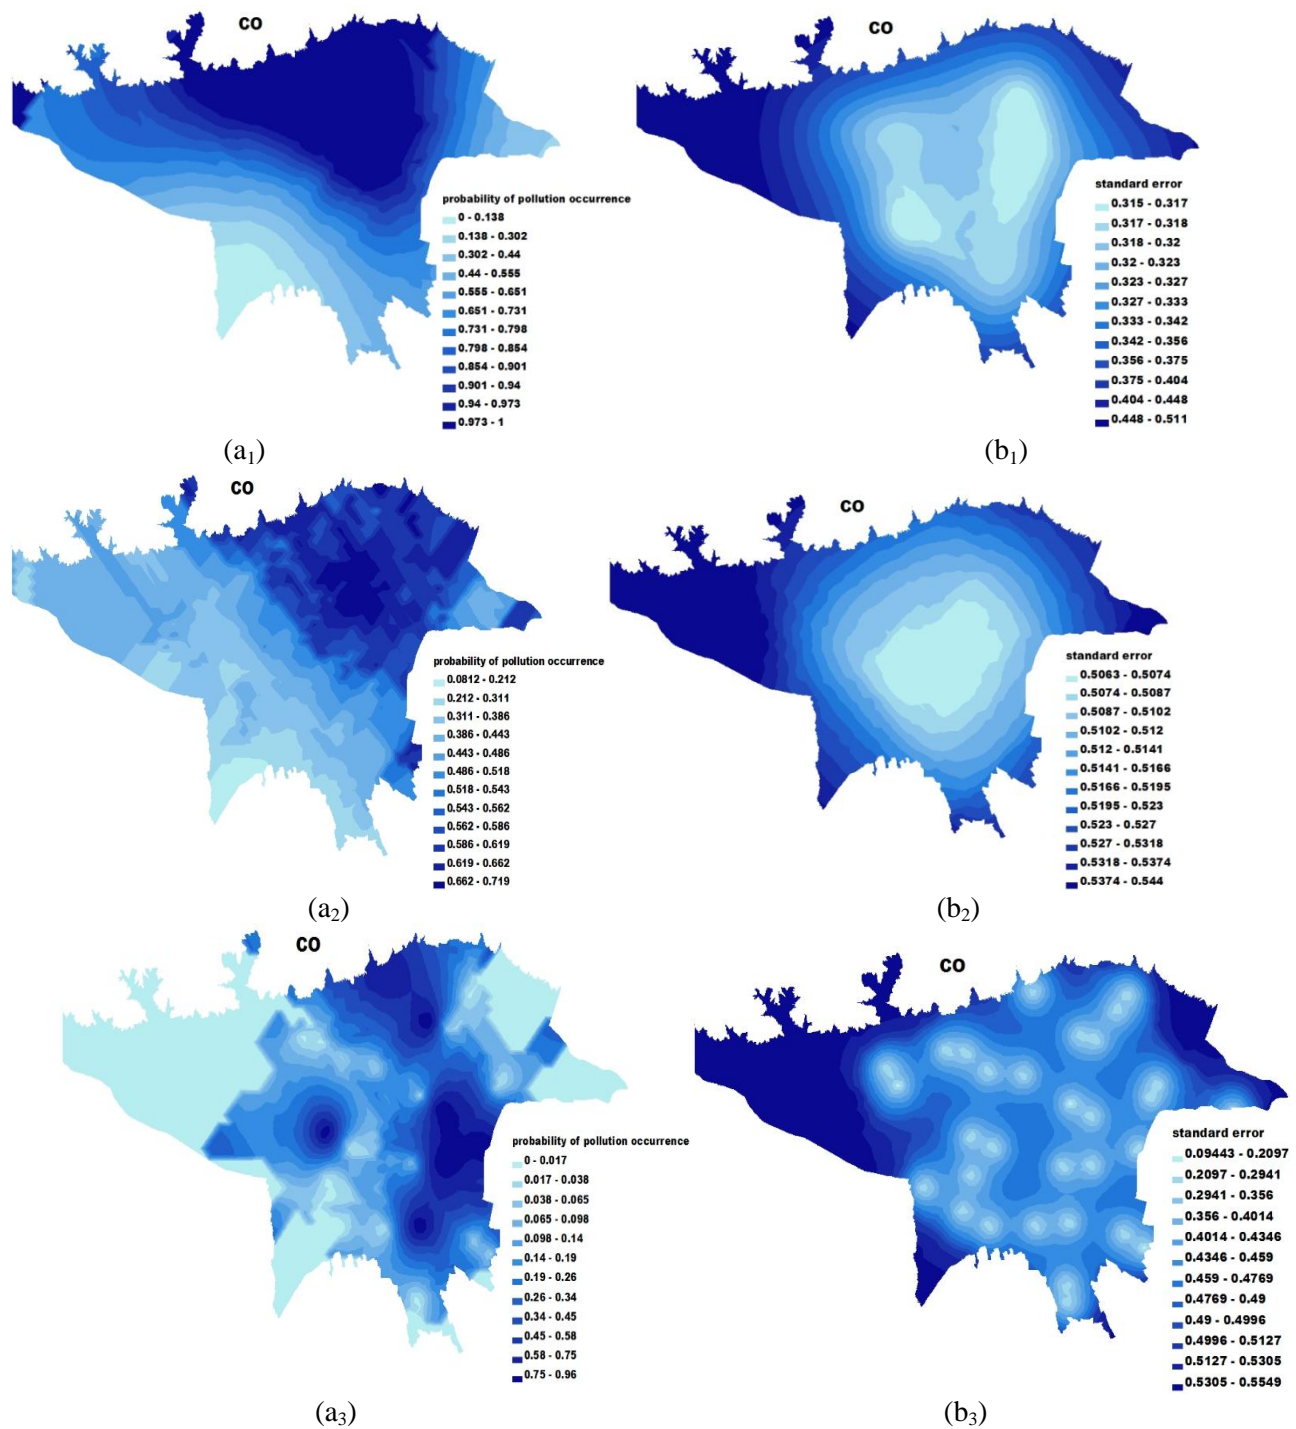 CO
probability of pollution occurrence
0 - 0.138
0.138 - 0.302
0.302 - 0.44
0.44 - 0.555
0.555 - 0.651
0.651 - 0.731
0.731 - 0.798
0.798 - 0.854
0.854 - 0.901
0.901 - 0.94
0.94 - 0.973
0.973 - 1
(a1)
CO
standard error
0.315 - 0.317
0.317 - 0.318
0.318 - 0.32
0.32 - 0.323
0.323 - 0.327
0.327 - 0.333
0.333 - 0.342
0.342 - 0.356
0.356 - 0.375
0.375 - 0.404
0.404 - 0.448
0.448 - 0.511
(b1)
CO
probability of pollution occurrence
0.0812 - 0.212
0.212 - 0.311
0.311 - 0.386
0.386 - 0.443
0.443 - 0.486
0.486 - 0.518
0.518 - 0.543
0.543 - 0.562
0.562 - 0.586
0.586 - 0.619
0.619 - 0.662
0.662 - 0.719
(a2)
CO
standard error
0.5063 - 0.5074
0.5074 - 0.5087
0.5087 - 0.5102
0.5102 - 0.512
0.512 - 0.5141
0.5141 - 0.5166
0.5166 - 0.5195
0.5195 - 0.523
0.523 - 0.527
0.527 - 0.5318
0.5318 - 0.5374
0.5374 - 0.544
(b2)
CO
probability of pollution occurrence
0 - 0.017
0.017 - 0.038
0.038 - 0.065
0.065 - 0.098
0.098 - 0.14
0.14 - 0.19
0.19 - 0.26
0.26 - 0.34
0.34 - 0.45
0.45 - 0.58
0.58 - 0.75
0.75 - 0.96
(a3)
CO
standard error
0.09443 - 0.2097
0.2097 - 0.2941
0.2941 - 0.356
0.356 - 0.4014
0.4014 - 0.4346
0.4346 - 0.459
0.459 - 0.4769
0.4769 - 0.49
0.49 - 0.4996
0.4996 - 0.5127
0.5127 - 0.5305
0.5305 - 0.5549
(b3)